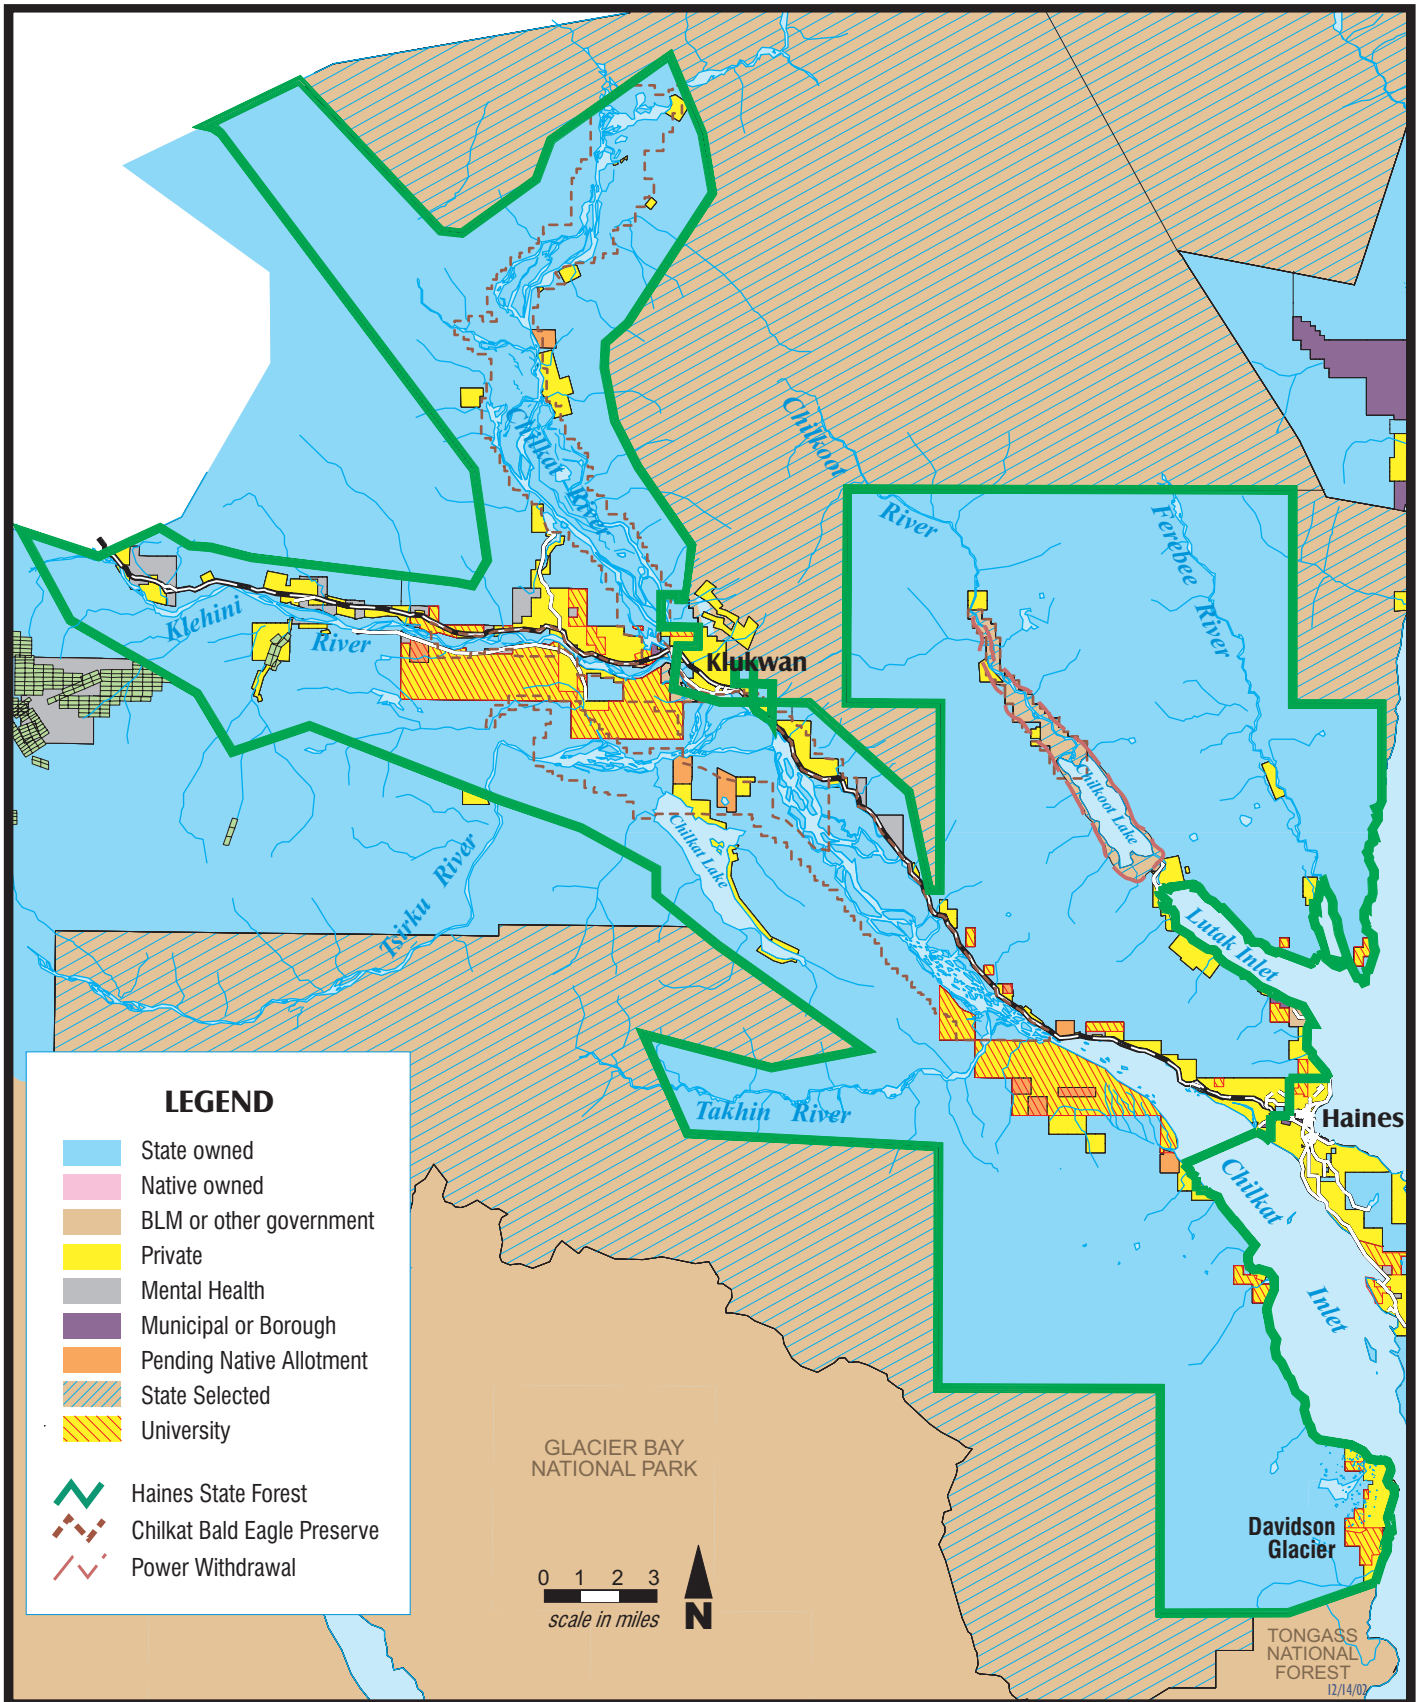 Chilkoot
River
Ferebee
River
Chilkat River
Klehini
River
Klukwan
Chilkoot Lake
Chilkat Lake
Tsirku River
Lutak Inlet
Takhin River
Haines
Chilkat
Inlet
LEGEND
State owned
Native owned
BLM or other government
Private
Mental Health
Municipal or Borough
Pending Native Allotment
State Selected
University
Haines State Forest
Chilkat Bald Eagle Preserve
Power Withdrawal
GLACIER BAY
NATIONAL PARK
Davidson
Glacier
0 1 2 3
scale in miles
N
TONGASS
NATIONAL
FOREST
12/14/02